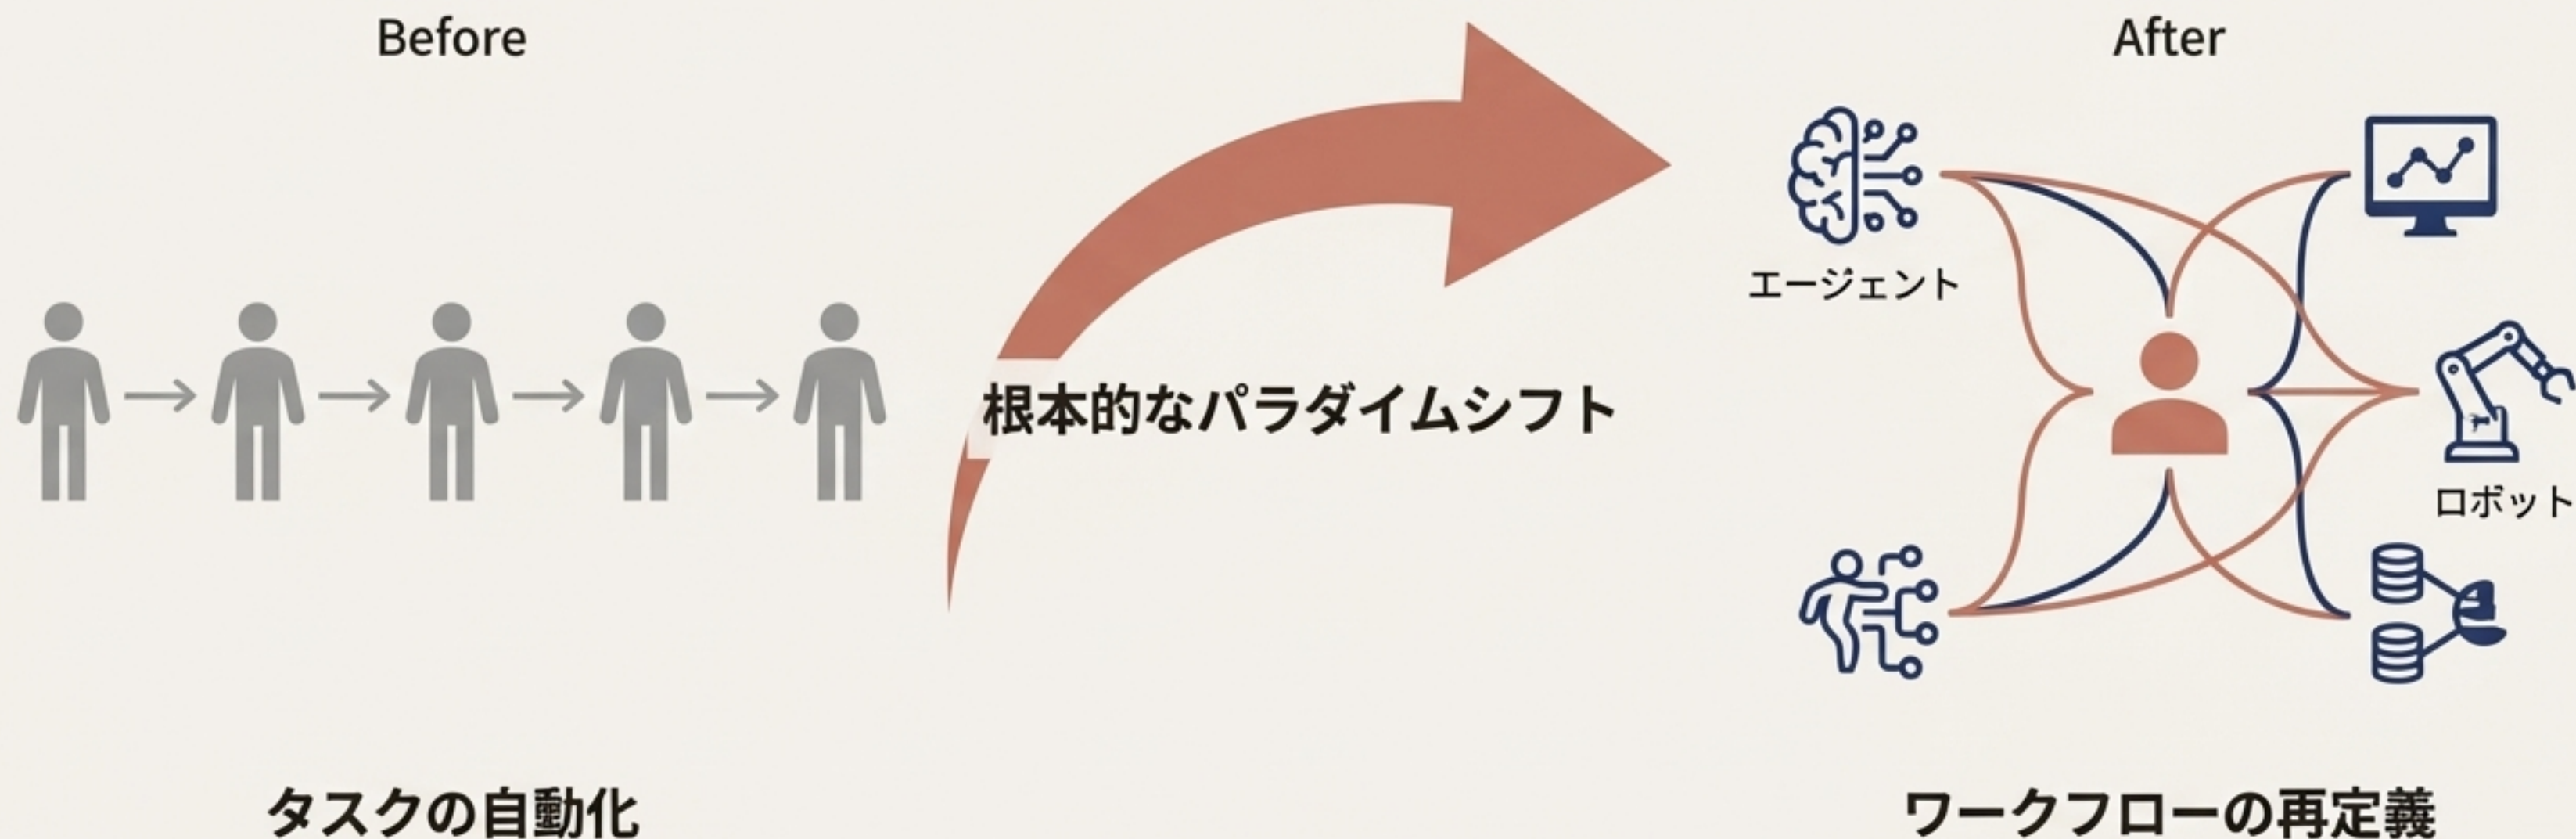 Before
After
エージェント
根本的なパラダイムシフト
ロボット
タスクの自動化
ワークフローの再定義